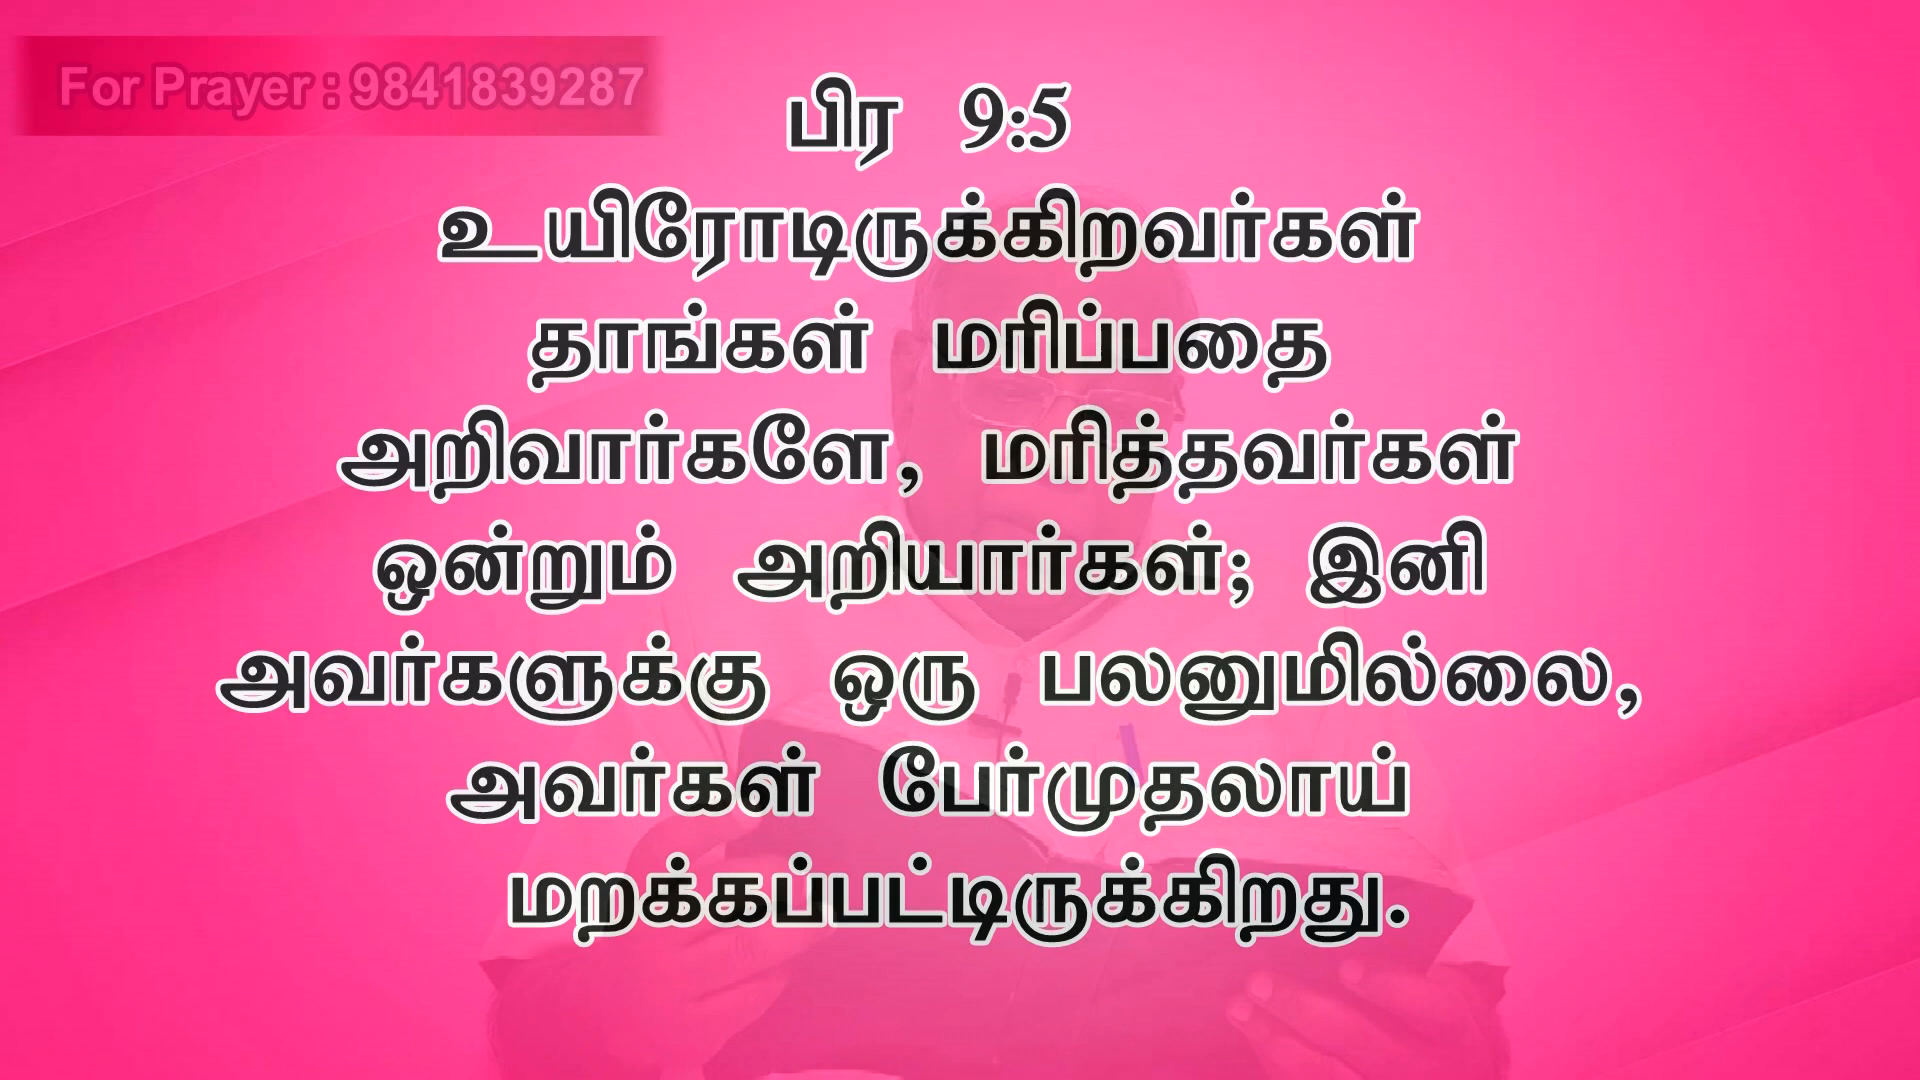 For Prayer : 9841839287
பிர 9:5
உயிரோடிருக்கிறவர்கள்
தாங்கள் மரிப்பதை
அறிவார்களே, மரித்தவர்கள்
ஒன்றும் அறியார்கள்; இனி
அவர்களுக்கு ஒரு பலனுமில்லை,
அவர்கள் பேர்முதலாய்
மறக்கப்பட்டிருக்கிறது.